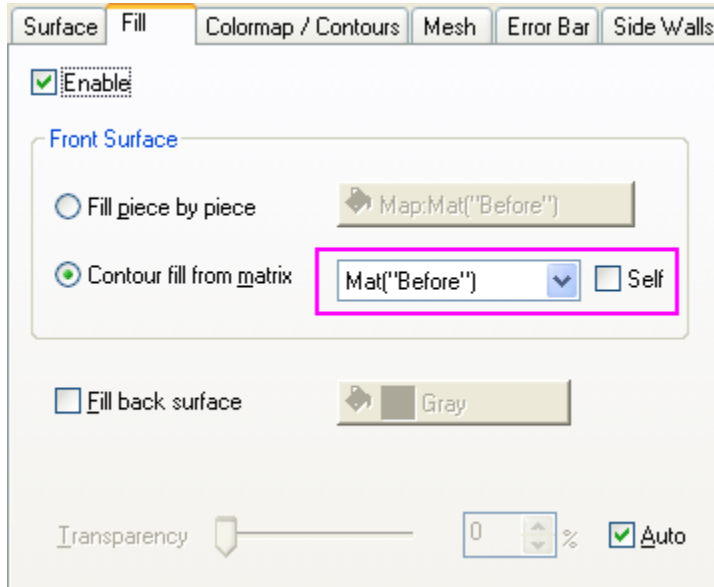 Surface Fill Colormap / Contours Mesh Error Bar Side Walls
Enable
Front Surface
Fill piece by piece Map:Mat("Before")
Contour fill from matrix Mat("Before") Self
Fill back surface Gray
Transparency 0 % Auto